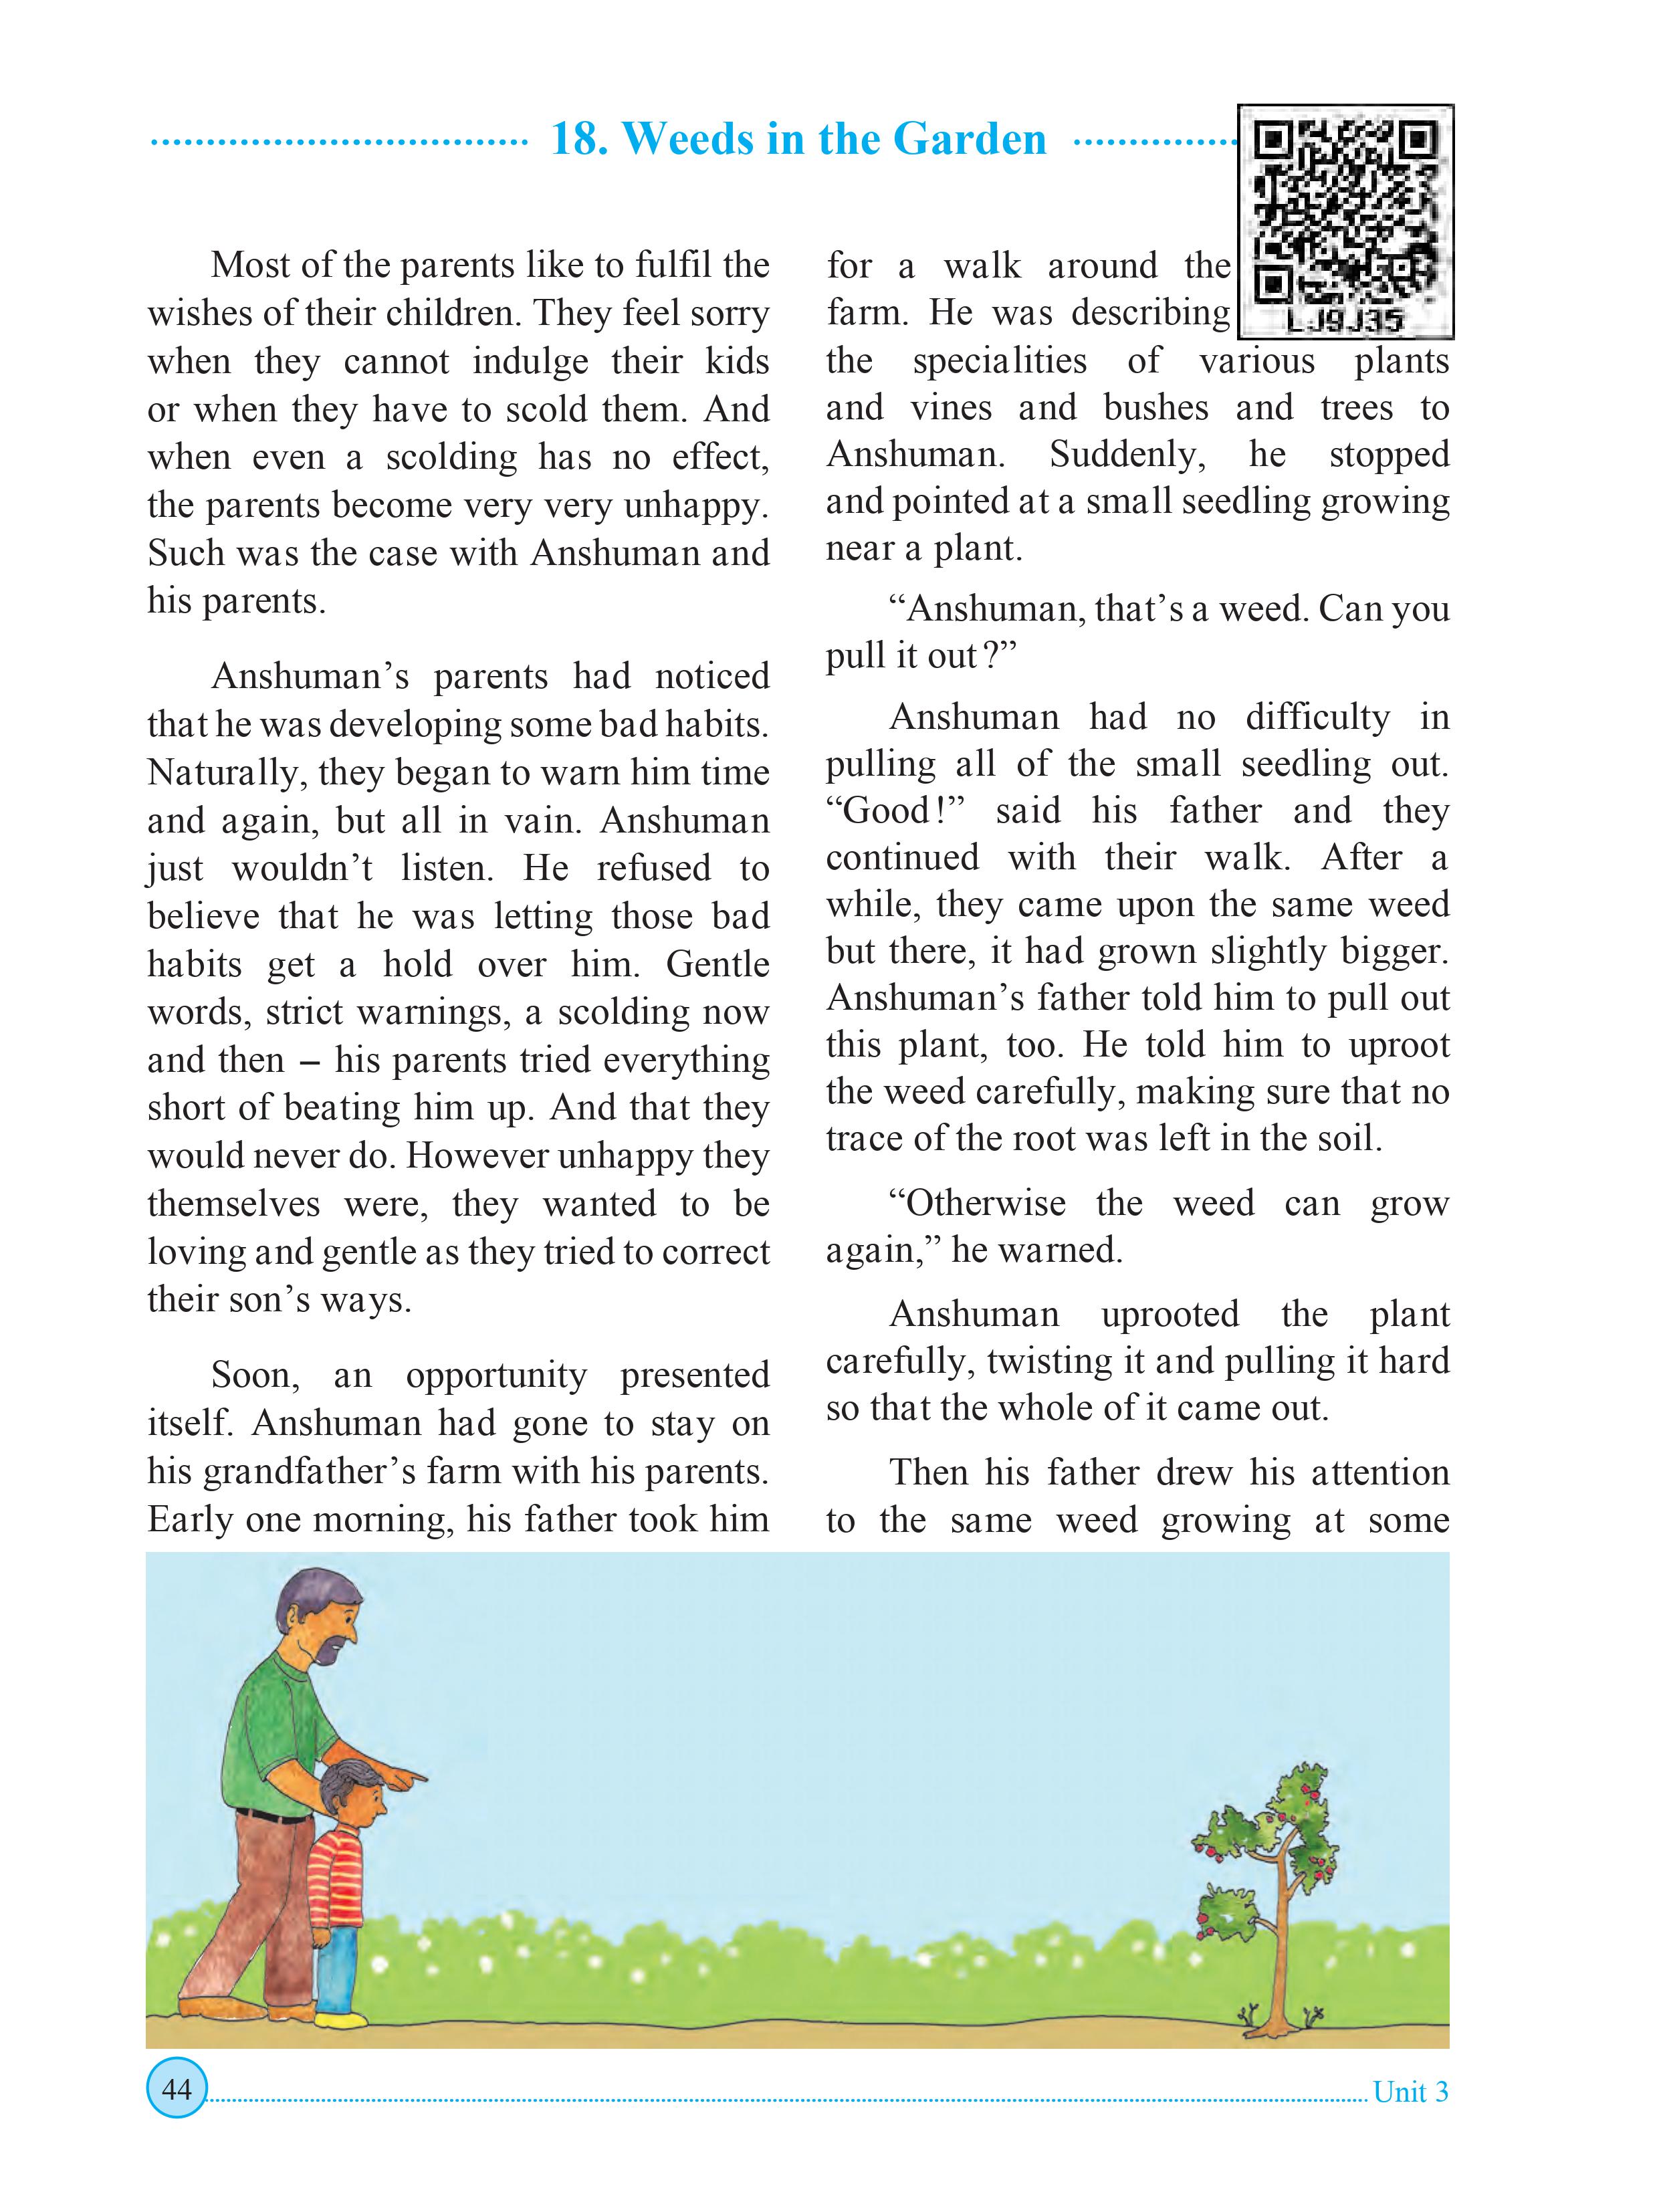 18. Weeds in the Garden
LJ9J35
Most of the parents like to fulfil the
wishes of their children. They feel sorry
when they cannot indulge their kids
or when they have to scold them. And
when even a scolding has no effect,
the parents become very very unhappy.
Such was the case with Anshuman and
his parents.
Anshuman’s parents had noticed
that he was developing some bad habits.
Naturally, they began to warn him time
and again, but all in vain. Anshuman
just wouldn’t listen. He refused to
believe that he was letting those bad
habits get a hold over him. Gentle
words, strict warnings, a scolding now
and then – his parents tried everything
short of beating him up. And that they
would never do. However unhappy they
themselves were, they wanted to be
loving and gentle as they tried to correct
their son’s ways.
Soon, an opportunity presented
itself. Anshuman had gone to stay on
his grandfather’s farm with his parents.
Early one morning, his father took him
for a walk around the
farm. He was describing
the specialities of various plants
and vines and bushes and trees to
Anshuman. Suddenly, he stopped
and pointed at a small seedling growing
near a plant.
“Anshuman, that’s a weed. Can you
pull it out ?”
Anshuman had no difficulty in
pulling all of the small seedling out.
“Good !” said his father and they
continued with their walk. After a
while, they came upon the same weed
but there, it had grown slightly bigger.
Anshuman’s father told him to pull out
this plant, too. He told him to uproot
the weed carefully, making sure that no
trace of the root was left in the soil.
“Otherwise the weed can grow
again,” he warned.
Anshuman uprooted the plant
carefully, twisting it and pulling it hard
so that the whole of it came out.
Then his father drew his attention
to the same weed growing at some
44
Unit 3